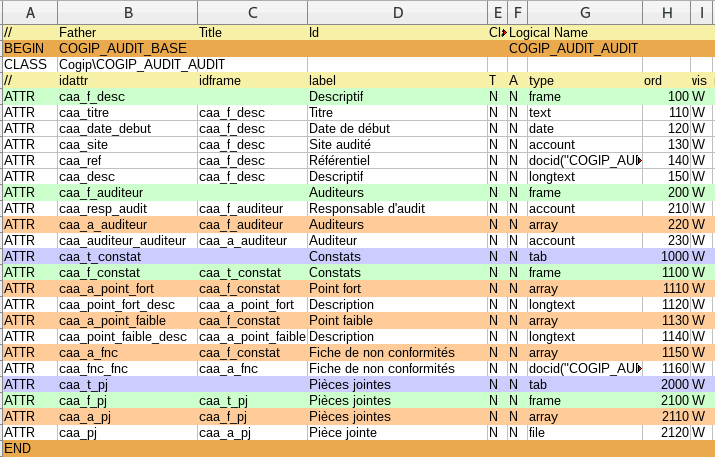 A B C D E F G H I
// Father Title Id Cl Logical Name
BEGIN COGIP_AUDIT_BASE COGIP_AUDIT_AUDIT
CLASS Cogip\COGIP_AUDIT_AUDIT
// idattr idframe label T A type ord vis
ATTR caa_f_desc Descriptif N N frame 100 W
ATTR caa_titre caa_f_desc Titre N N text 110 W
ATTR caa_date_debut caa_f_desc Date de début N N date 120 W
ATTR caa_site caa_f_desc Site audité N N account 130 W
ATTR caa_ref caa_f_desc Référentiel N N docid("COGIP_AUI 140 W
ATTR caa_desc caa_f_desc Descriptif N N longtext 150 W
ATTR caa_f_auditeur Auditeurs N N frame 200 W
ATTR caa_resp_audit caa_f_auditeur Responsable d'audit N N account 210 W
ATTR caa_a_auditeur caa_f_auditeur Auditeurs N N array 220 W
ATTR caa_auditeur_auditeur caa_a_auditeur Auditeur N N account 230 W
ATTR caa_t_constat Constats N N tab 1000 W
ATTR caa_f_constat caa_t_constat Constats N N frame 1100 W
ATTR caa_a_point_fort caa_f_constat Point fort N N array 1110 W
ATTR caa_point_fort_desc caa_a_point_fort Description N N longtext 1120 W
ATTR caa_a_point_faible caa_f_constat Point faible N N array 1130 W
ATTR caa_point_faible_desc caa_a_point_faible Description N N longtext 1140 W
ATTR caa_a_fnc caa_f_constat Fiche de non conformités N N array 1150 W
ATTR caa_fnc_fnc caa_a_fnc Fiche de non conformités N N docid("COGIP_AUI 1160 W
ATTR caa_t_pj Pièces jointes N N tab 2000 W
ATTR caa_f_pj caa_t_pj Pièces jointes N N frame 2100 W
ATTR caa_a_pj caa_f_pj Pièces jointes N N array 2110 W
ATTR caa_pj caa_a_pj Pièce jointe N N file 2120 W
END